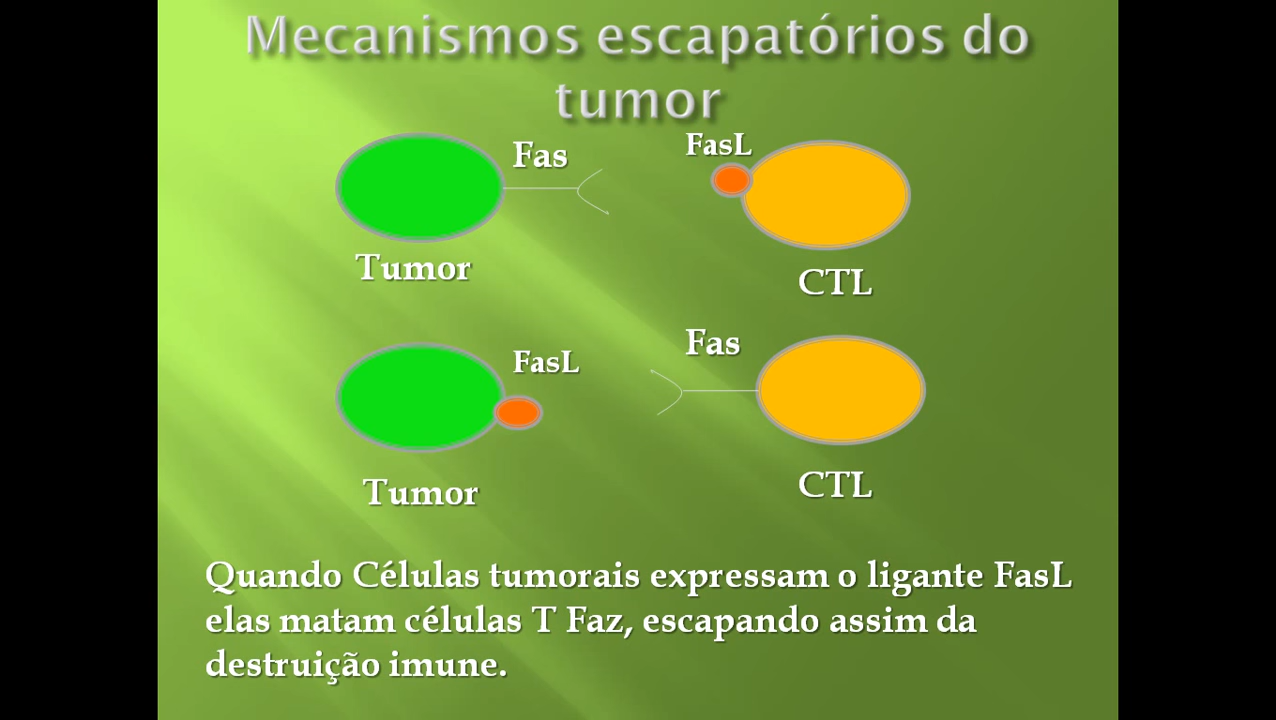 Mecanismos escapatórios do
tumor
Fas
FasL
Tumor
CTL
FasL
Fas
Tumor
CTL
Quando Células tumorais expressam o ligante FasL
elas matam células T Faz, escapando assim da
destruição imune.